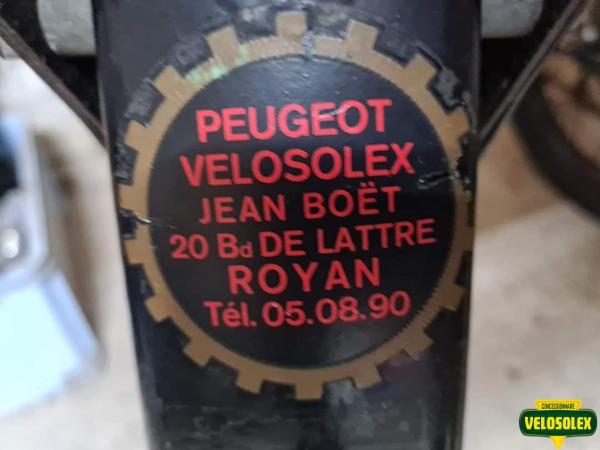 PEUGEOT
VELOSOLEX
JEAN BOËT
20 Bd DE LATTRE
ROYAN
Tél. 05.08.90
CONCESSIONNAIRE
VELOSOLEX